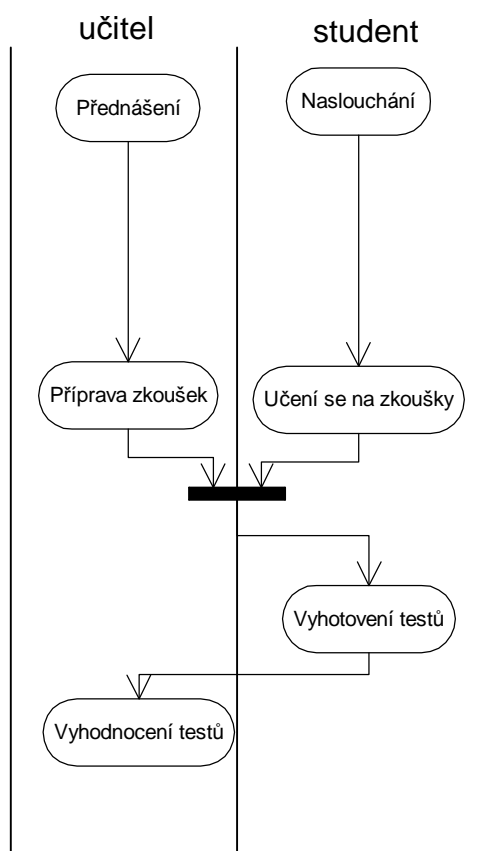 učitel
student
Přednášení
Naslouchání
Příprava zkoušek
Učení se na zkoušky
Vyhotovení testů
Vyhodnocení testů